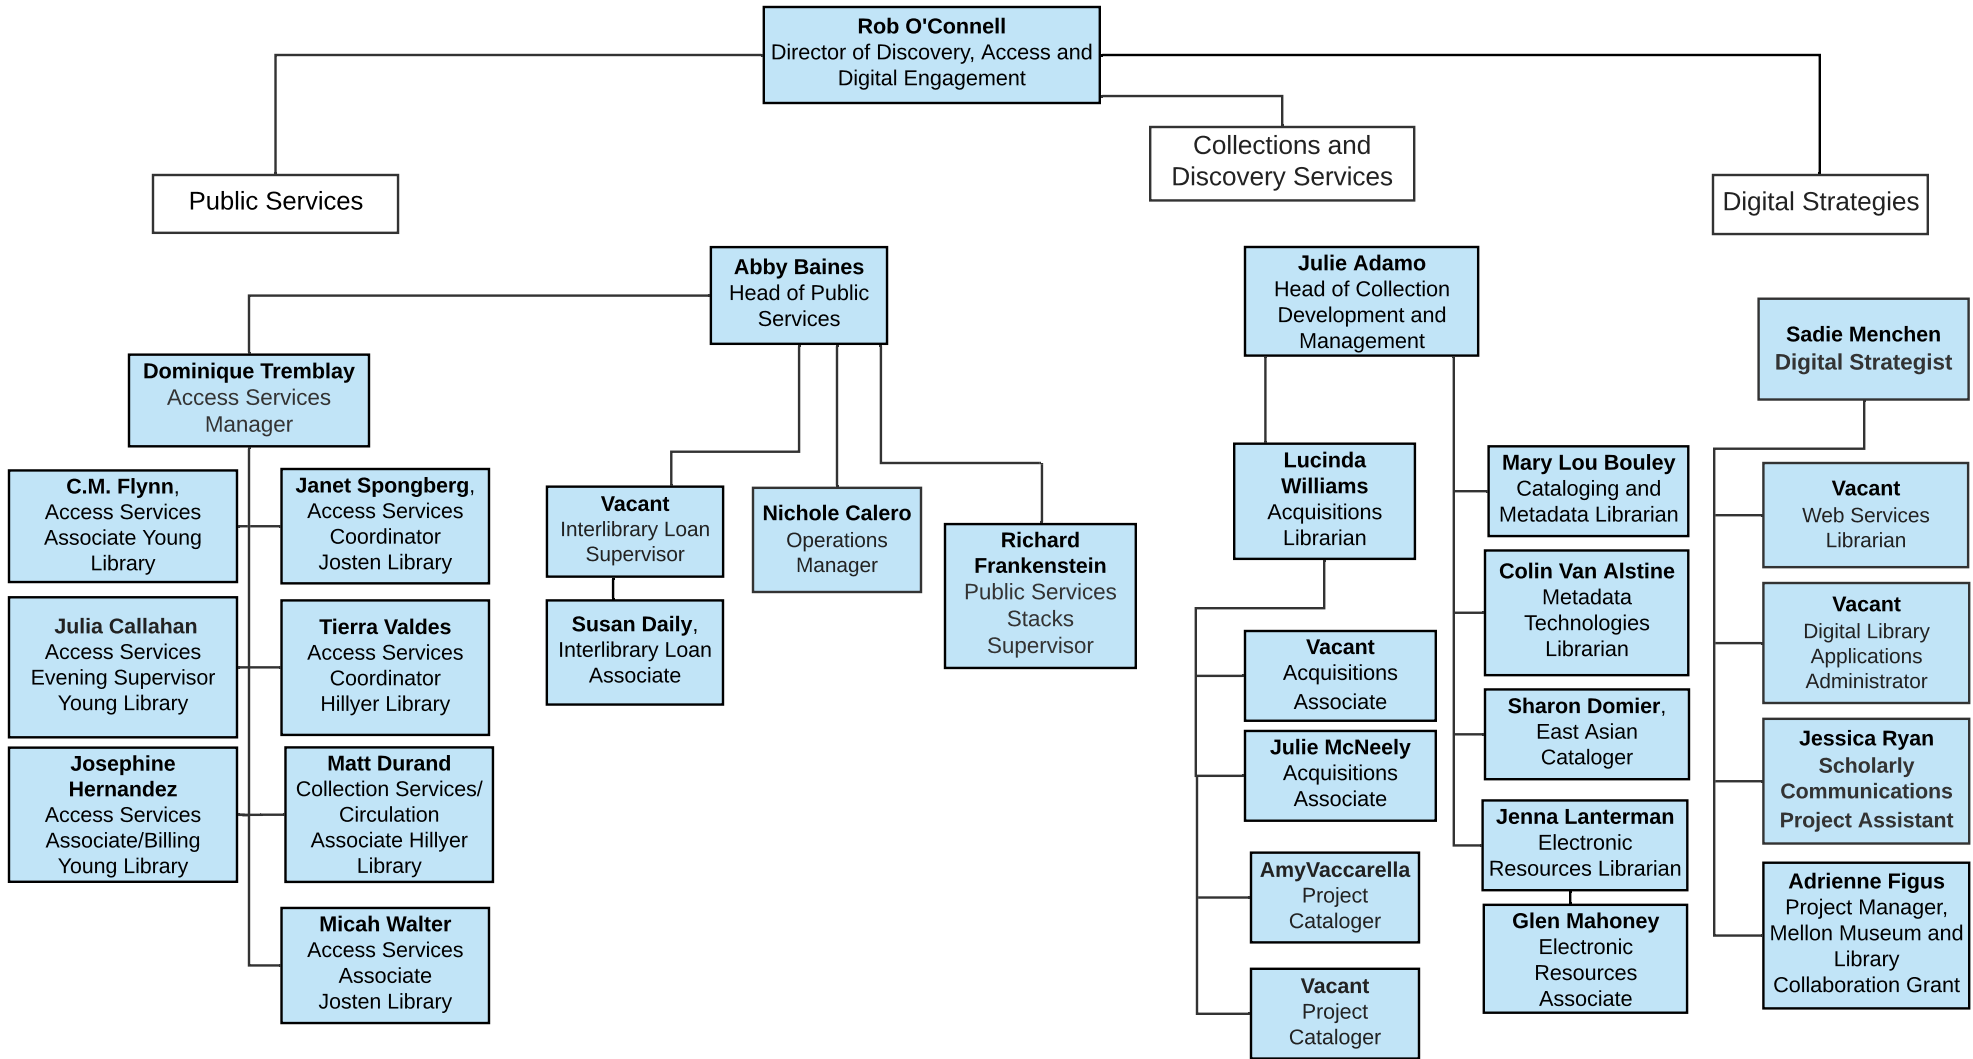 Rob O'Connell
Director of Discovery, Access and
Digital Engagement
Collections and
Discovery Services
Public Services
Digital Strategies
Abby Baines
Head of Public
Services
Julie Adamo
Head of Collection
Development and
Management
Sadie Menchen
Digital Strategist
Dominique Tremblay
Access Services
Manager
C.M. Flynn,
Access Services
Associate Young
Library
Janet Spongberg,
Access Services
Coordinator
Josten Library
Julia Callahan
Access Services
Evening Supervisor
Young Library
Tierra Valdes
Access Services
Coordinator
Hillyer Library
Josephine
Hernandez
Access Services
Associate/Billing
Young Library
Matt Durand
Collection Services/
Circulation
Associate Hillyer
Library
Micah Walter
Access Services
Associate
Josten Library
Vacant
Interlibrary Loan
Supervisor
Susan Daily,
Interlibrary Loan
Associate
Nichole Calero
Operations
Manager
Richard
Frankenstein
Public Services
Stacks
Supervisor
Lucinda
Williams
Acquisitions
Librarian
Vacant
Acquisitions
Associate
Julie McNeely
Acquisitions
Associate
AmyVaccarella
Project
Cataloger
Vacant
Project
Cataloger
Mary Lou Bouley
Cataloging and
Metadata Librarian
Colin Van Alstine
Metadata
Technologies
Librarian
Sharon Domier,
East Asian
Cataloger
Jenna Lanterman
Electronic
Resources Librarian
Glen Mahoney
Electronic
Resources
Associate
Vacant
Web Services
Librarian
Vacant
Digital Library
Applications
Administrator
Jessica Ryan
Scholarly
Communications
Project Assistant
Adrienne Figus
Project Manager,
Mellon Museum and
Library
Collaboration Grant